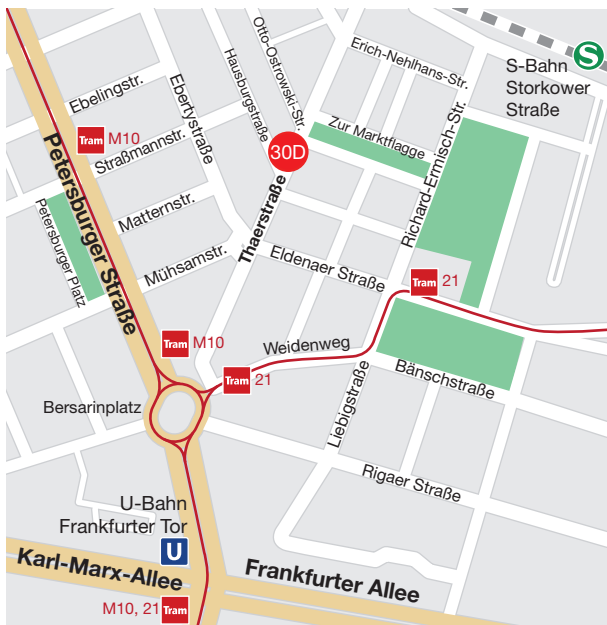 Otto-Ostrowski-Str.
Hausburgstraße
Erich-Nehlhans-Str.
S
S-Bahn
Storkower
Straße
Ebelingstr.
Ebertystraße
Tram M10
Straßmannstr.
Zur Marktflagge
30D
Richard-Ermisch-Str.
Petersburger Straße
Petersburger Platz
Matternstr.
Thaerstraße
Mühsamstr.
Eldenaer Straße
Tram 21
Tram M10
Weidenweg
Tram 21
Bänschstraße
Bersarinplatz
Liebigstraße
Rigaer Straße
U-Bahn
Frankfurter Tor
U
Karl-Marx-Allee
Frankfurter Allee
M10, 21 Tram